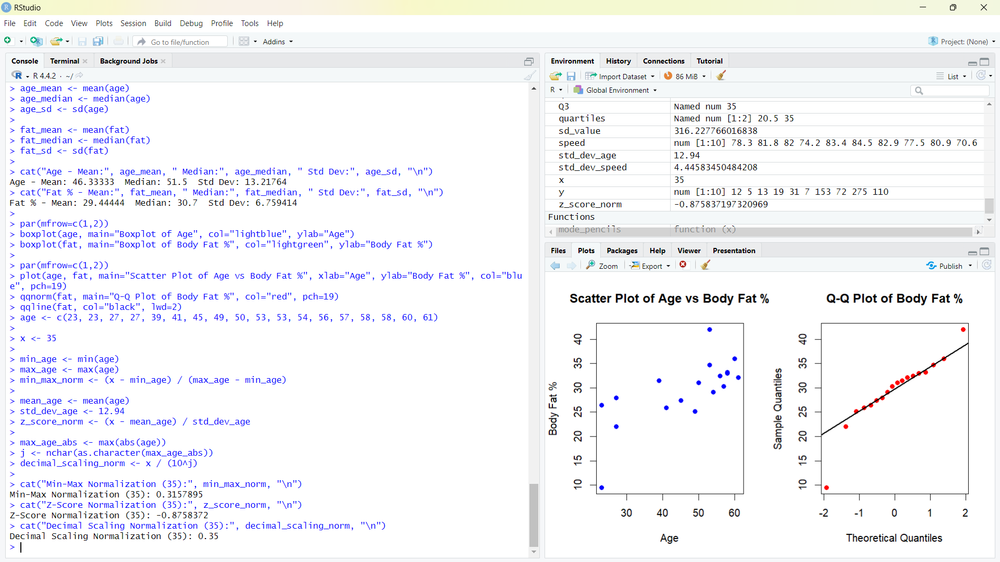 RStudio
File Edit Code View Plots Session Build Debug Profile Tools Help
Go to file/function Addins Project: (None)
Console Terminal Background Jobs
R 4.4.2 · ~/
> age_mean <- mean(age)
> age_median <- median(age)
> age_sd <- sd(age)
>
> fat_mean <- mean(fat)
> fat_median <- median(fat)
> fat_sd <- sd(fat)
>
> cat("Age - Mean:", age_mean, " Median:", age_median, " Std Dev:", age_sd, "\n")
Age - Mean: 46.33333  Median: 51.5  Std Dev: 13.21764
> cat("Fat % - Mean:", fat_mean, " Median:", fat_median, " Std Dev:", fat_sd, "\n")
Fat % - Mean: 29.44444  Median: 30.7  Std Dev: 6.759414
>
> par(mfrow=c(1,2))
> boxplot(age, main="Boxplot of Age", col="lightblue", ylab="Age")
> boxplot(fat, main="Boxplot of Body Fat %", col="lightgreen", ylab="Body Fat %")
>
> par(mfrow=c(1,2))
> plot(age, fat, main="Scatter Plot of Age vs Body Fat %", xlab="Age", ylab="Body Fat %", col="blu
e", pch=19)
> qqnorm(fat, main="Q-Q Plot of Body Fat %", col="red", pch=19)
> qqline(fat, col="black", lwd=2)
> age <- c(23, 23, 27, 27, 39, 41, 45, 49, 50, 53, 53, 54, 56, 57, 58, 58, 60, 61)
>
> x <- 35
>
> min_age <- min(age)
> max_age <- max(age)
> min_max_norm <- (x - min_age) / (max_age - min_age)
>
> mean_age <- mean(age)
> std_dev_age <- 12.94
> z_score_norm <- (x - mean_age) / std_dev_age
>
> max_age_abs <- max(abs(age))
> j <- nchar(as.character(max_age_abs))
> decimal_scaling_norm <- x / (10^j)
>
> cat("Min-Max Normalization (35):", min_max_norm, "\n")
Min-Max Normalization (35): 0.3157895
> cat("Z-Score Normalization (35):", z_score_norm, "\n")
Z-Score Normalization (35): -0.8758372
> cat("Decimal Scaling Normalization (35):", decimal_scaling_norm, "\n")
Decimal Scaling Normalization (35): 0.35
>
Environment History Connections Tutorial
Import Dataset 86 MiB List
R Global Environment
Q3 Named num 35
quartiles Named num [1:2] 20.5 35
sd_value 316.227766016838
speed num [1:10] 78.3 81.8 82 74.2 83.4 84.5 82.9 77.5 80.9 70.6
std_dev_age 12.94
std_dev_speed 4.44583450484208
x 35
y num [1:10] 12 5 13 19 31 7 153 72 275 110
z_score_norm -0.875837197320969
Functions
mode_pencils function (x)
Files Plots Packages Help Viewer Presentation
Zoom Export Publish
Scatter Plot of Age vs Body Fat %
Body Fat %
40
35
30
25
20
15
10
30 40 50 60
Age
Q-Q Plot of Body Fat %
Sample Quantiles
40
35
30
25
20
15
10
-2 -1 0 1 2
Theoretical Quantiles